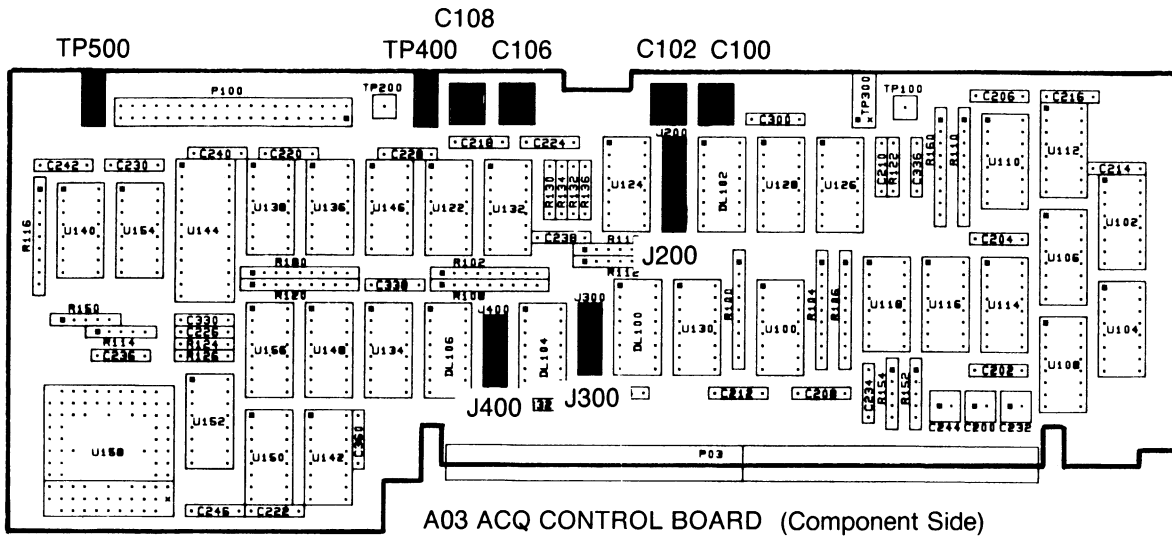 C108
TP500 TP400 C106 C102 C100
P100 TP200 TP300 TP100 C206 C216
C300
J200
C218 C224
C242 C230 C240 C220 C228
U124 DL102 U128 U126 C210 R122 C336 R160 R110 U110 U112 C214
R116 U140 U154 U144 U138 U136 U146 U122 U132 R130 R134 R132 R136
U102
C238 C204
J200
U106
R180 R102
R120 C338 R108
J400 J300
R150 R114 C236
C330
C226
R124
R126
U156 U148 U134 DL106 DL104 DL100 U130 R100 U100 R104 R106 U118 U116 U114 U104
U108
C202
J400 J300 C212 C208 C234 R154 R152
C244 C200 C232
U158 U152 U150 U142 C360
P03
C246 C222
A03 ACQ CONTROL BOARD (Component Side)